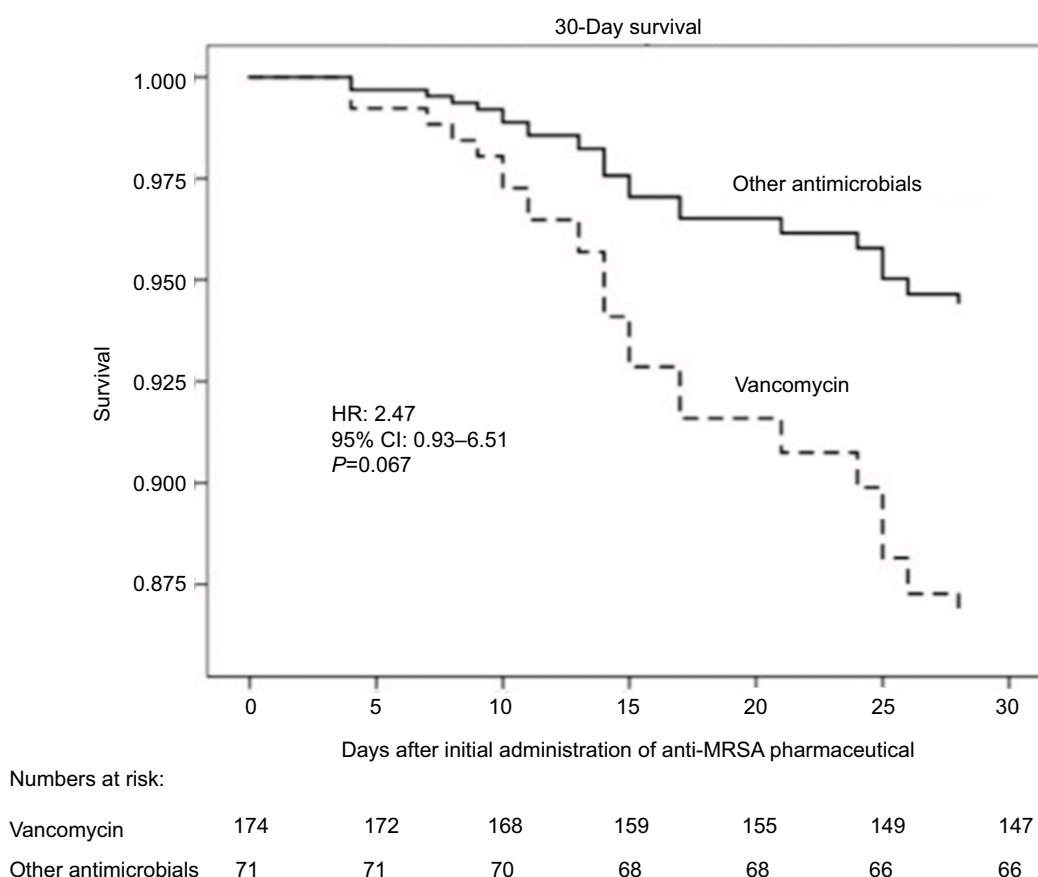 30-Day survival
1.000
0.975
0.950
0.925
0.900
0.875
Survival
Other antimicrobials
Vancomycin
HR: 2.47
95% CI: 0.93–6.51
P=0.067
0 5 10 15 20 25 30
Days after initial administration of anti-MRSA pharmaceutical
Numbers at risk:
Vancomycin 174 172 168 159 155 149 147
Other antimicrobials 71 71 70 68 68 66 66